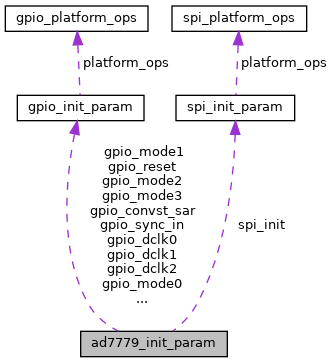 gpio_platform_ops
spi_platform_ops
platform_ops
platform_ops
gpio_init_param
spi_init_param
gpio_mode1
gpio_reset
gpio_mode2
gpio_mode3
gpio_convst_sar
gpio_sync_in
gpio_dclk0
gpio_dclk1
gpio_dclk2
gpio_mode0
...
spi_init
ad7779_init_param